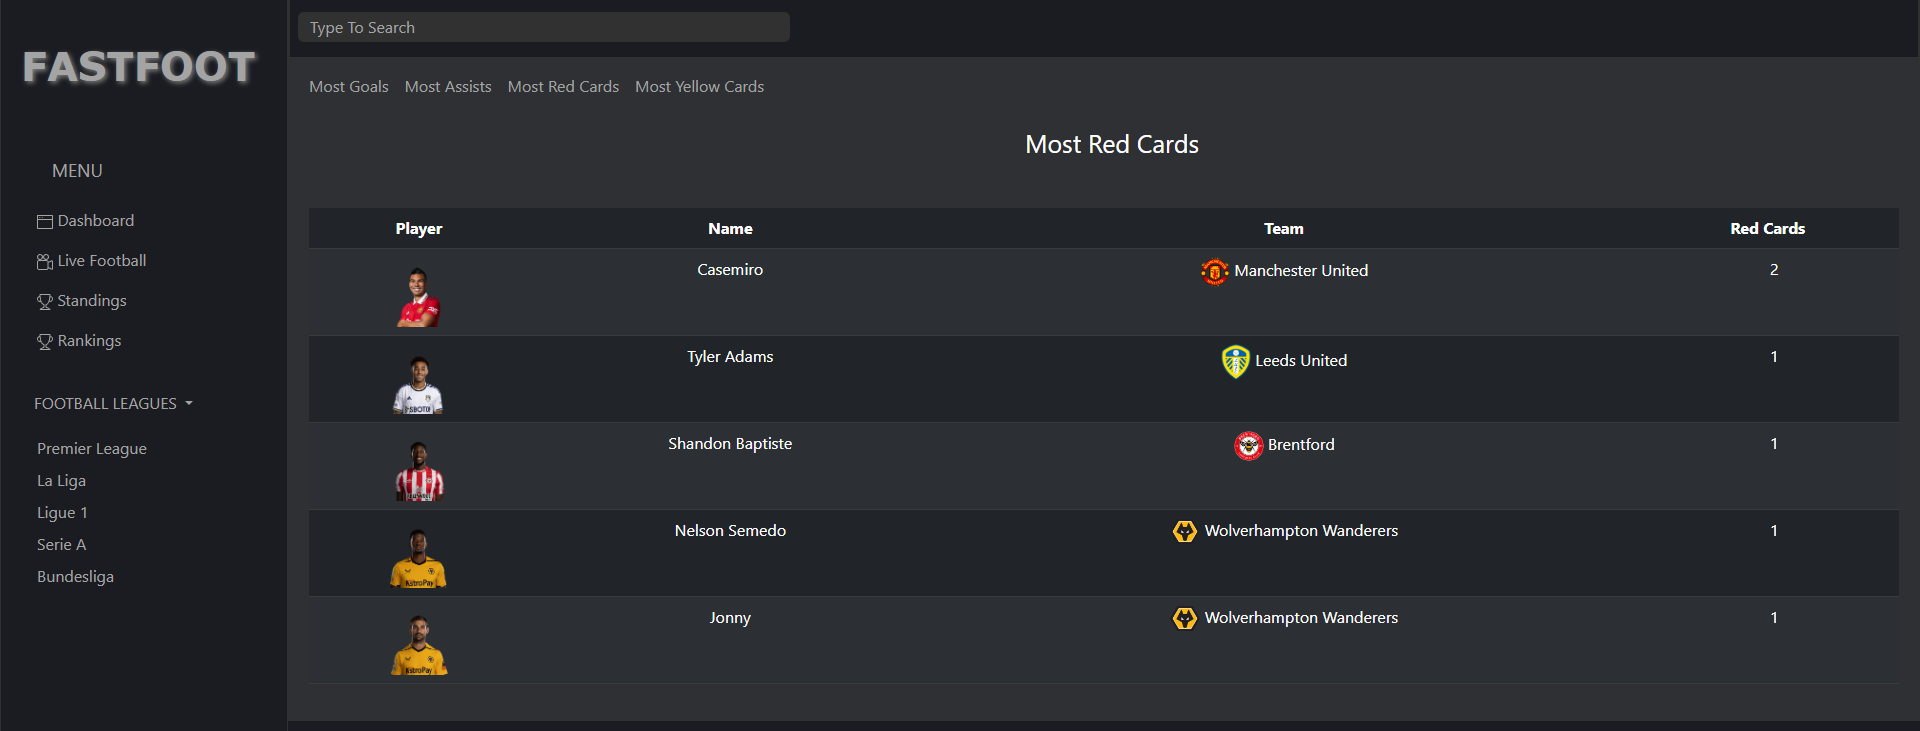 FASTFOOT
MENU
Dashboard
Live Football
Standings
Rankings
FOOTBALL LEAGUES
Premier League
La Liga
Ligue 1
Serie A
Bundesliga
Type To Search
Most Goals Most Assists Most Red Cards Most Yellow Cards
Most Red Cards
Player Name Team Red Cards
Casemiro Manchester United 2
Tyler Adams Leeds United 1
Shandon Baptiste Brentford 1
Nelson Semedo Wolverhampton Wanderers 1
AstroPay
Jonny Wolverhampton Wanderers 1
AstroPay